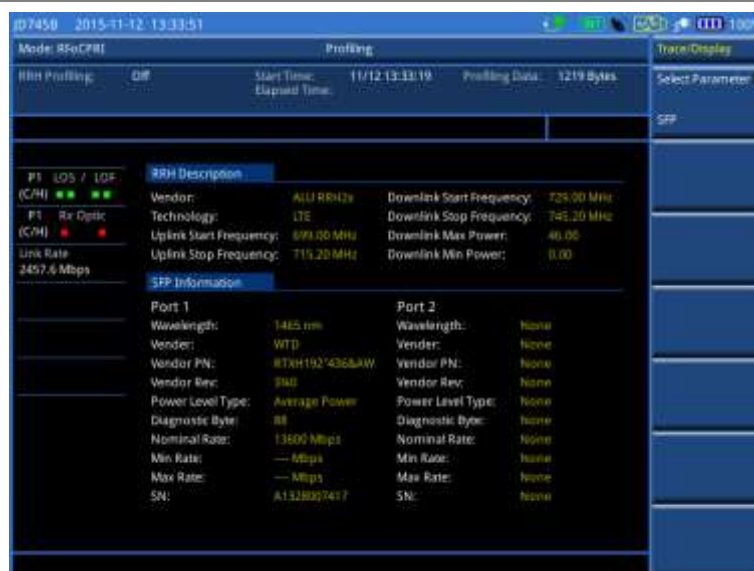 JD745B 2015-11-12 13:33:51
Mode: RFoCPRI Profiling Trace/Display
RRH Profiling: Off Start Time: 11/12 13:33:19 Profiling Data: 1219 Bytes
Elapsed Time:
Select Parameter
SFP
P1 LOS / LOF
(C/H)
P1 Rx Optic
(C/H)
Link Rate
2457.6 Mbps
RRH Description
Vendor: ALU RRH2x Downlink Start Frequency: 729.00 MHz
Technology: LTE Downlink Stop Frequency: 745.20 MHz
Uplink Start Frequency: 699.00 MHz Downlink Max Power: 46.00
Uplink Stop Frequency: 715.20 MHz Downlink Min Power: 0.00
SFP Information
Port 1 Port 2
Wavelength: 1465 nm Wavelength: None
Vender: WTD Vender: None
Vendor PN: Vendor PN: None
Vendor Rev: Vendor Rev: None
Power Level Type: Average Power Power Level Type: None
Diagnostic Byte: Diagnostic Byte: None
Nominal Rate: 13600 Mbps Nominal Rate: None
Min Rate: --- Mbps Min Rate: None
Max Rate: --- Mbps Max Rate: None
SN: A1328007417 SN: None